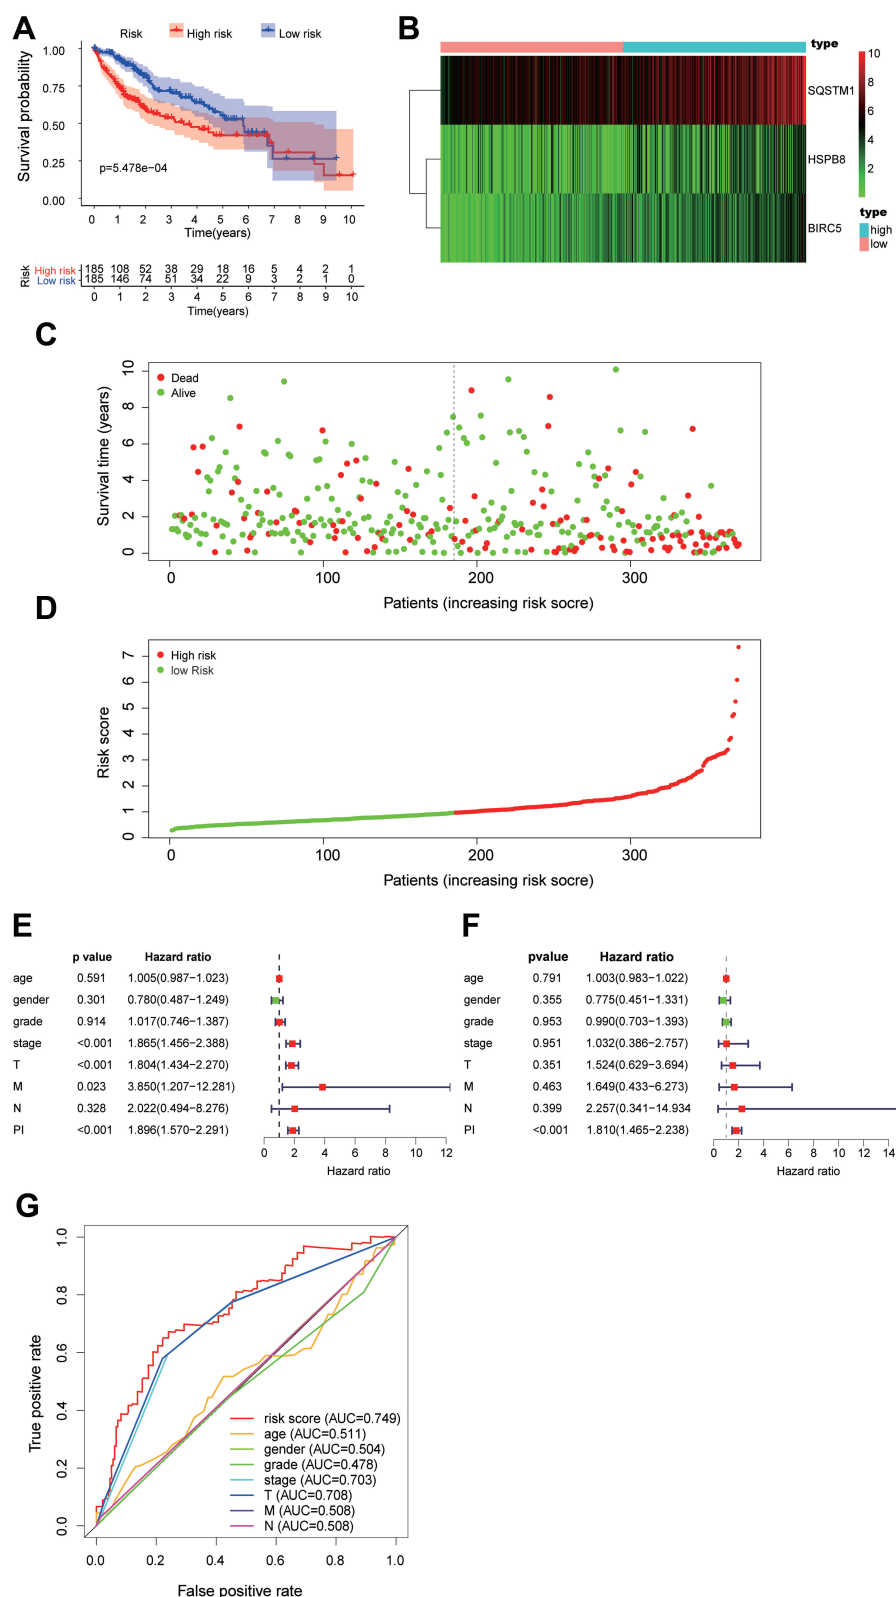 A
Risk High risk Low risk
Survival probability
1.00
0.75
0.50
0.25
0.00
p=5.478e−04
0 1 2 3 4 5 6 7 8 9 10
Time(years)
Risk
High risk 185 108 52 38 29 18 16 5 4 2 1
Low risk 185 146 74 51 34 22 9 3 2 1 0
0 1 2 3 4 5 6 7 8 9 10
Time(years)
B
type
SQSTM1
HSPB8
BIRC5
10
8
6
4
2
type
high
low
C
Dead
Alive
Survival time (years)
10
8
6
4
2
0
0 100 200 300
Patients (increasing risk socre)
D
High risk
low Risk
Risk score
7
6
5
4
3
2
1
0
0 100 200 300
Patients (increasing risk socre)
E
p value Hazard ratio
age 0.591 1.005(0.987−1.023)
gender 0.301 0.780(0.487−1.249)
grade 0.914 1.017(0.746−1.387)
stage <0.001 1.865(1.456−2.388)
T <0.001 1.804(1.434−2.270)
M 0.023 3.850(1.207−12.281)
N 0.328 2.022(0.494−8.276)
PI <0.001 1.896(1.570−2.291)
0 2 4 6 8 10 12
Hazard ratio
F
pvalue Hazard ratio
age 0.791 1.003(0.983−1.022)
gender 0.355 0.775(0.451−1.331)
grade 0.953 0.990(0.703−1.393)
stage 0.951 1.032(0.386−2.757)
T 0.351 1.524(0.629−3.694)
M 0.463 1.649(0.433−6.273)
N 0.399 2.257(0.341−14.934
PI <0.001 1.810(1.465−2.238)
0 2 4 6 8 10 12 14
Hazard ratio
G
True positive rate
1.0
0.8
0.6
0.4
0.2
0.0
risk score (AUC=0.749)
age (AUC=0.511)
gender (AUC=0.504)
grade (AUC=0.478)
stage (AUC=0.703)
T (AUC=0.708)
M (AUC=0.508)
N (AUC=0.508)
0.0 0.2 0.4 0.6 0.8 1.0
False positive rate